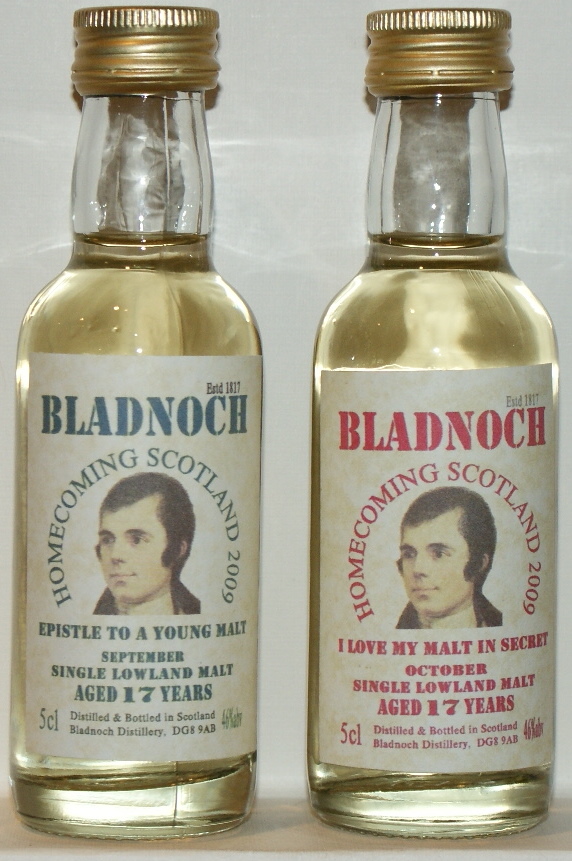 Estd 1817
BLADNOCH
HOMECOMING SCOTLAND 2009
EPISTLE TO A YOUNG MALT
SEPTEMBER
SINGLE LOWLAND MALT
AGED 17 YEARS
5cl
Distilled & Bottled in Scotland
Bladnoch Distillery, DG8 9AB
46%abv
Estd 1817
BLADNOCH
HOMECOMING SCOTLAND 2009
I LOVE MY MALT IN SECRET
OCTOBER
SINGLE LOWLAND MALT
AGED 17 YEARS
5cl
Distilled & Bottled in Scotland
Bladnoch Distillery, DG8 9AB
46%abv